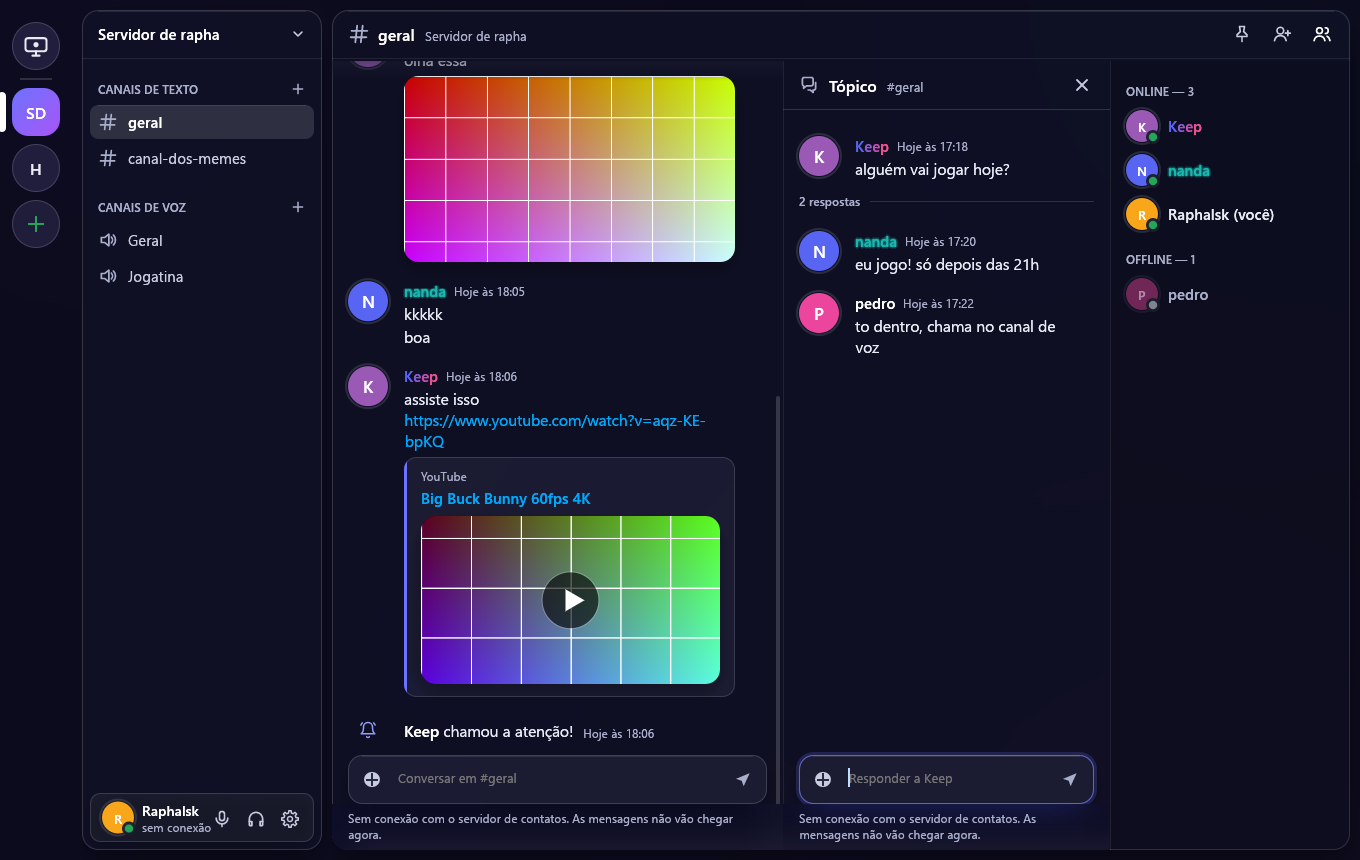 SD
H
Servidor de rapha
CANAIS DE TEXTO
geral
canal-dos-memes
CANAIS DE VOZ
Geral
Jogatina
R
Raphalsk
sem conexão
geral
Servidor de rapha
olha essa
N
nanda Hoje às 18:05
kkkkk
boa
K
Keep Hoje às 18:06
assiste isso
https://www.youtube.com/watch?v=aqz-KE-
bpKQ
YouTube
Big Buck Bunny 60fps 4K
Keep chamou a atenção! Hoje às 18:06
Conversar em #geral
Sem conexão com o servidor de contatos. As mensagens não vão chegar
agora.
Tópico #geral
K
Keep Hoje às 17:18
alguém vai jogar hoje?
2 respostas
N
nanda Hoje às 17:20
eu jogo! só depois das 21h
P
pedro Hoje às 17:22
to dentro, chama no canal de
voz
Responder a Keep
Sem conexão com o servidor de contatos. As
mensagens não vão chegar agora.
ONLINE — 3
K
Keep
N
nanda
R
Raphalsk (você)
OFFLINE — 1
P
pedro